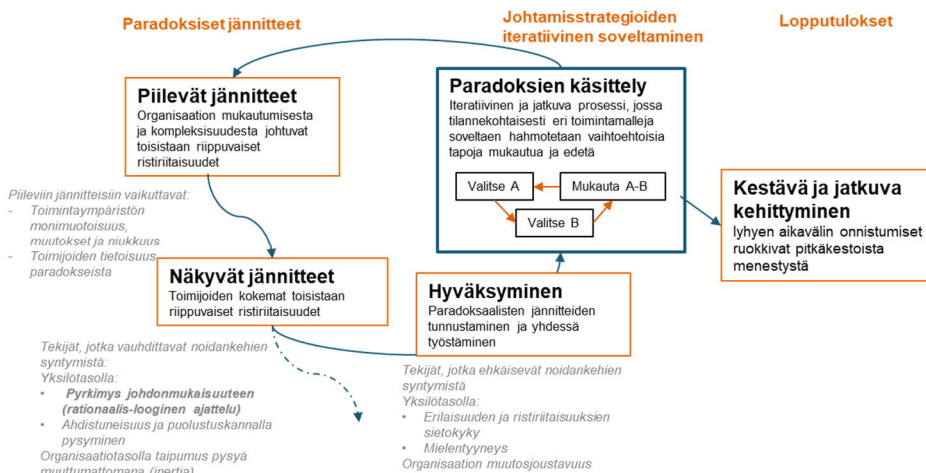 Paradoksiset jännitteet
Johtamisstrategioiden
iteratiivinen soveltaminen
Lopputulokset
Piilevät jännitteet
Organisaation mukautumisesta
ja kompleksisuudesta johtuvat
toisistaan riippuvaiset
ristiriitaisuudet
Paradoksien käsittely
Iteratiivinen ja jatkuva prosessi, jossa
tilannekohtaisesti eri toimintamalleja
soveltaen hahmotetaan vaihtoehtoisia
tapoja mukautua ja edetä
Valitse A
Mukauta A-B
Valitse B
Kestävä ja jatkuva
kehittyminen
lyhyen aikavälin onnistumiset
ruokkivat pitkäkestoista
menestystä
Piileviin jännitteisiin vaikuttavat:
- Toimintaympäristön
monimuotoisuus,
muutokset ja niukkuus
- Toimijoiden tietoisuus
paradokseista
Näkyvät jännitteet
Toimijoiden kokemat toisistaan
riippuvaiset ristiriitaisuudet
Hyväksyminen
Paradoksaalisten jännitteiden
tunnustaminen ja yhdessä
työstäminen
Tekijät, jotka vauhdittavat noidankehien
syntymistä:
Yksilötasolla:
• Pyrkimys johdonmukaisuuteen
(rationaalis-looginen ajattelu)
• Ahdistuneisuus ja puolustuskannalla
pysyminen
Organisaatiotasolla taipumus pysyä
muuttumattomana (inertia)
Tekijät, jotka ehkäisevät noidankehien
syntymistä
Yksilötasolla:
• Erilaisuuden ja ristiriitaisuuksien
sietokyky
• Mielentyyneys
Organisaation muutosjoustavuus